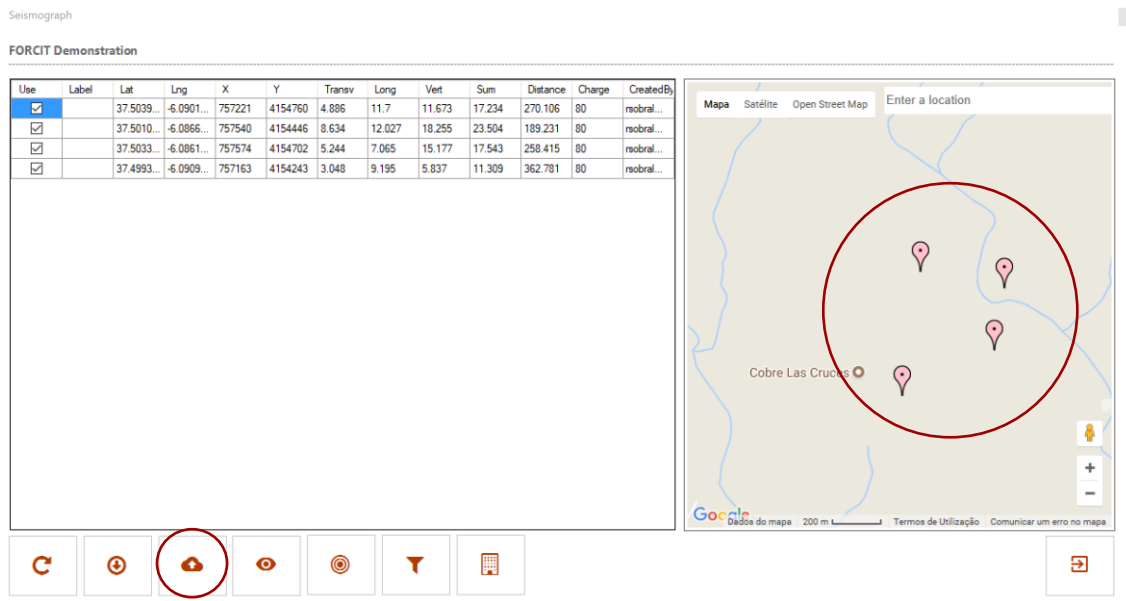 Seismograph
FORCIT Demonstration
Use Label Lat Lng X Y Transv Long Vert Sum Distance Charge CreatedBy
37.5039... -6.0901... 757221 4154760 4.886 11.7 11.673 17.234 270.106 80 rsobral...
37.5010... -6.0866... 757540 4154446 8.634 12.027 18.255 23.504 189.231 80 rsobral...
37.5033... -6.0861... 757574 4154702 5.244 7.065 15.177 17.543 258.415 80 rsobral...
37.4993... -6.0909... 757163 4154243 3.048 9.195 5.837 11.309 362.781 80 rsobral...
Mapa Satélite Open Street Map Enter a location
Cobre Las Cruces
+
−
Google Dados do mapa 200 m Termos de Utilização Comunicar um erro no mapa